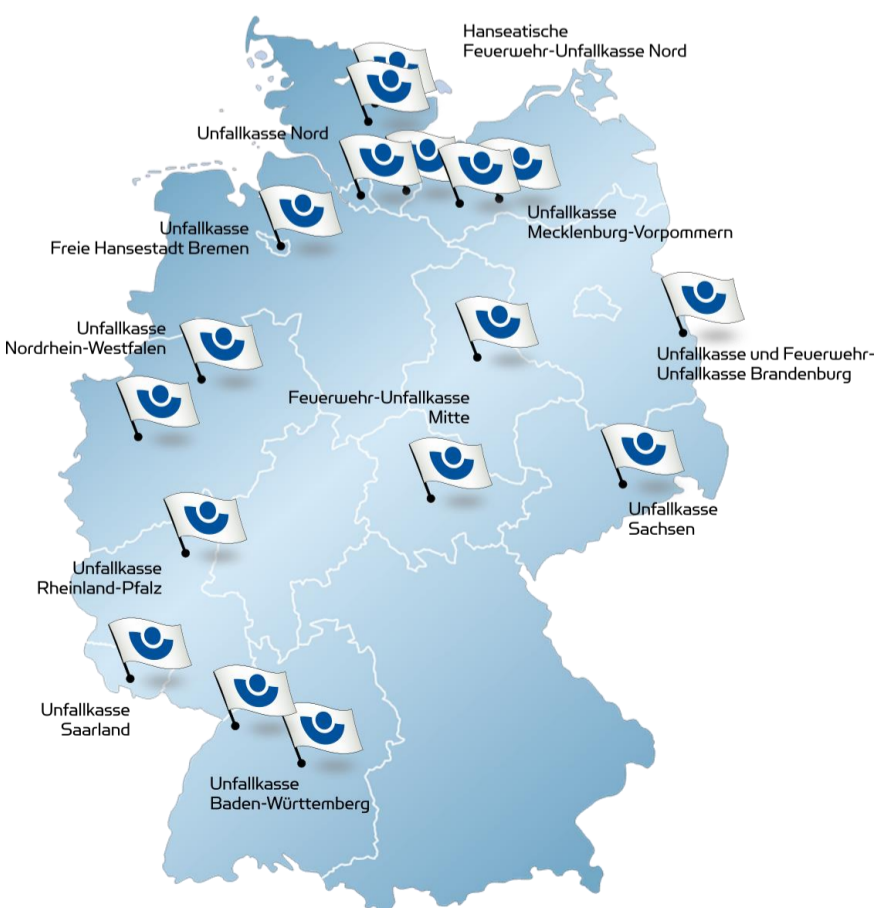 Hanseatische
Feuerwehr-Unfallkasse Nord
Unfallkasse Nord
Unfallkasse
Mecklenburg-Vorpommern
Unfallkasse
Freie Hansestadt Bremen
Unfallkasse
Nordrhein-Westfalen
Unfallkasse und Feuerwehr-
Unfallkasse Brandenburg
Feuerwehr-Unfallkasse
Mitte
Unfallkasse
Sachsen
Unfallkasse
Rheinland-Pfalz
Unfallkasse
Saarland
Unfallkasse
Baden-Württemberg